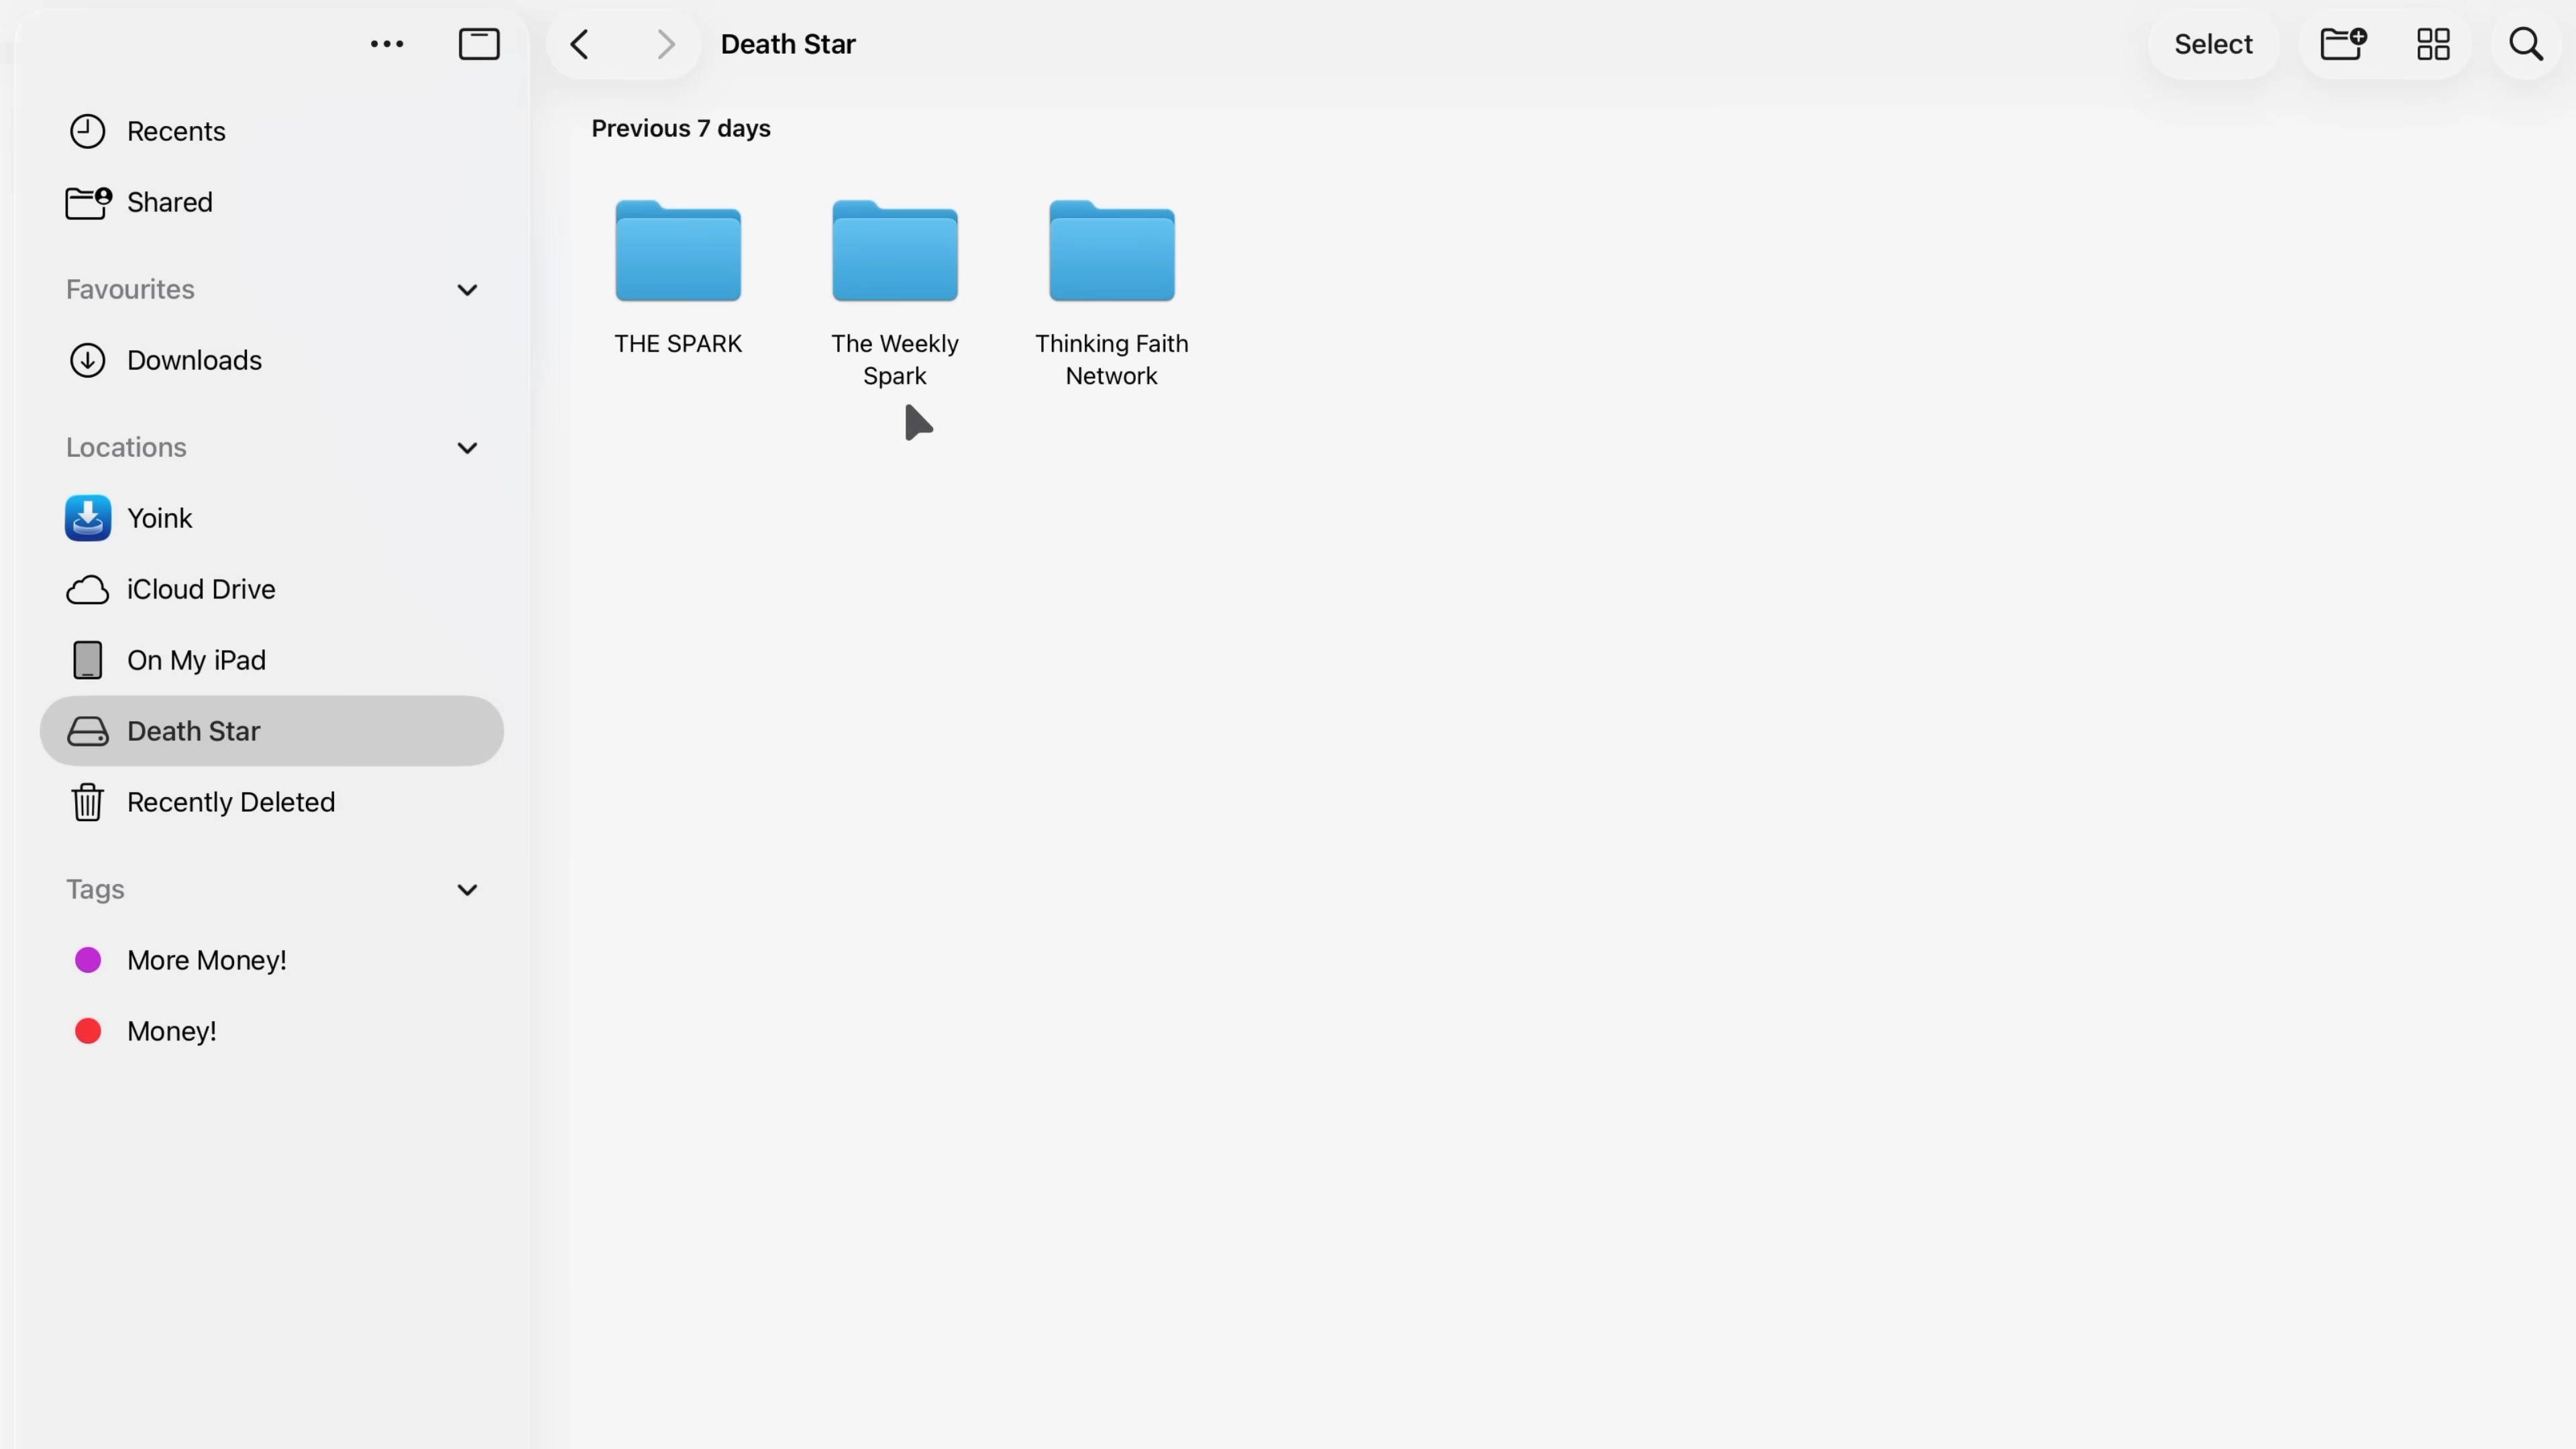 Death Star
Select
Recents
Shared
Favourites
Downloads
Locations
Yoink
iCloud Drive
On My iPad
Death Star
Recently Deleted
Tags
More Money!
Money!
Previous 7 days
THE SPARK
The Weekly
Spark
Thinking Faith
Network